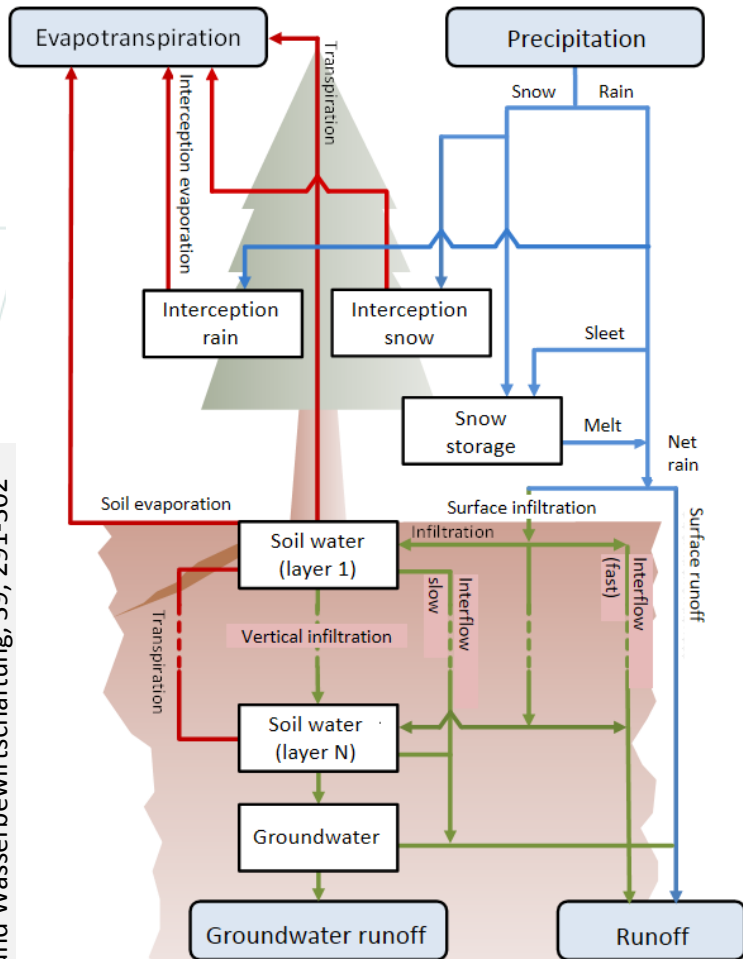 Evapotranspiration
Precipitation
Transpiration
Snow
Rain
Interception evaporation
Interception
rain
Interception
snow
Sleet
Snow
storage
Melt
Net
rain
Soil evaporation
Surface infiltration
Surface runoff
Soil water
(layer 1)
Infiltration
Interflow
slow
Interflow
(fast)
Transpiration
Vertical infiltration
Soil water
(layer N)
Groundwater
Groundwater runoff
Runoff
nd Wasserbewirtschaftung, 59, 291-302